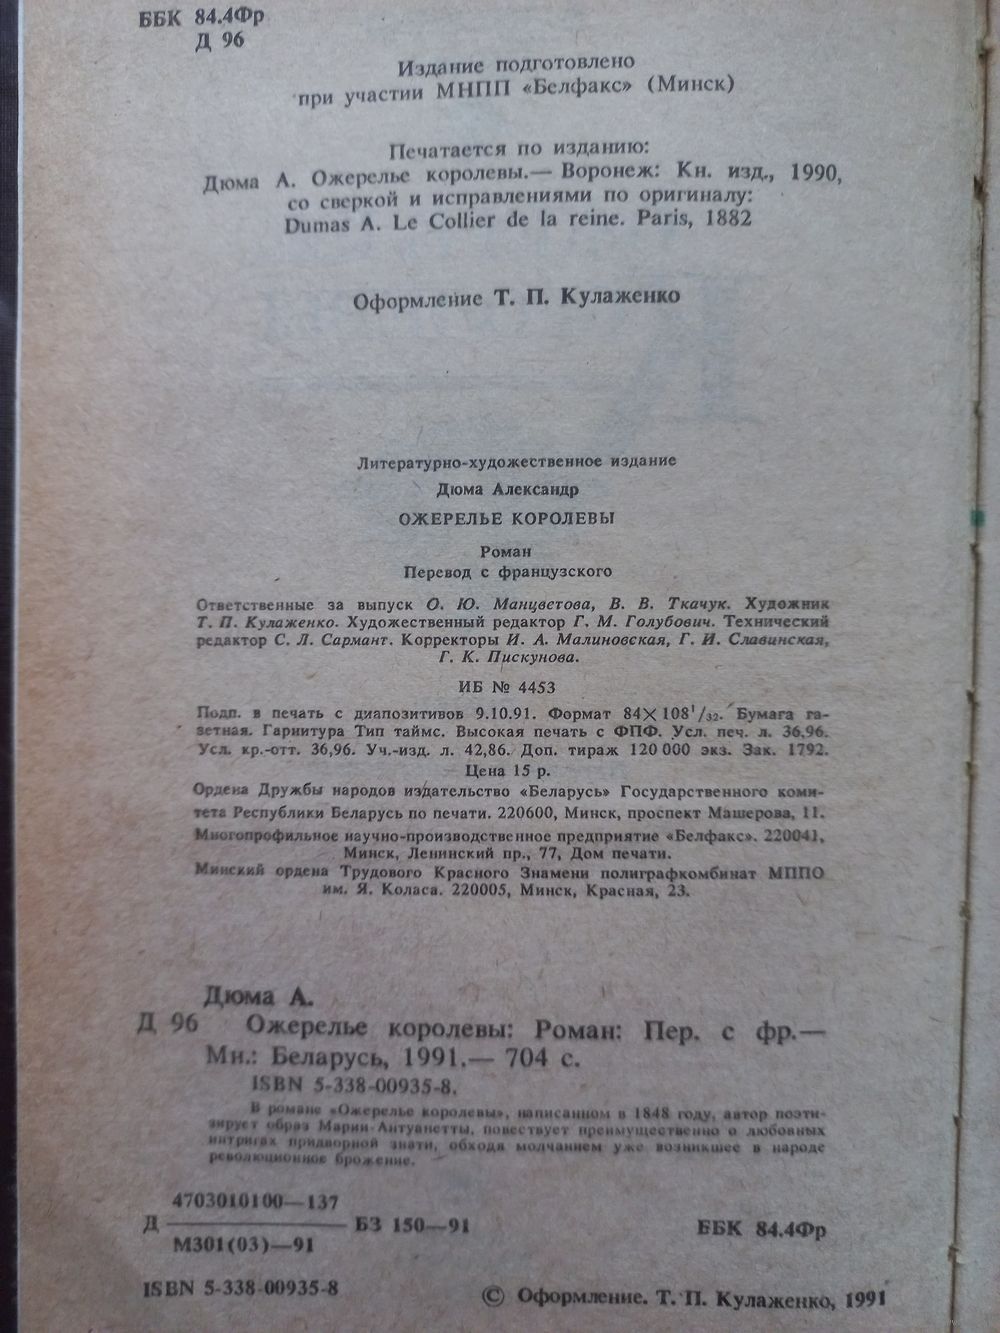 ББК 84.4Фр
Д 96
Издание подготовлено
при участии МНПП «Белфакс» (Минск)
Печатается по изданию:
Дюма А. Ожерелье королевы.— Воронеж: Кн. изд., 1990,
со сверкой и исправлениями по оригиналу:
Dumas A. Le Collier de la reine. Paris, 1882
Оформление Т. П. Кулаженко
Литературно-художественное издание
Дюма Александр
ОЖЕРЕЛЬЕ КОРОЛЕВЫ
Роман
Перевод с французского
Ответственные за выпуск О. Ю. Манцветова, В. В. Ткачук. Художник
Т. П. Кулаженко. Художественный редактор Г. М. Голубович. Технический
редактор С. Л. Сармант. Корректоры И. А. Малиновская, Г. И. Славинская,
Г. К. Пискунова.
ИБ № 4453
Подп. в печать с диапозитивов 9.10.91. Формат 84×108¹/₃₂. Бумага га-
зетная. Гарнитура Тип таймс. Высокая печать с ФПФ. Усл. печ. л. 36,96.
Усл. кр.-отт. 36,96. Уч.-изд. л. 42,86. Доп. тираж 120 000 экз. Зак. 1792.
Цена 15 р.
Ордена Дружбы народов издательство «Беларусь» Государственного коми-
тета Республики Беларусь по печати. 220600, Минск, проспект Машерова, 11.
Многопрофильное научно-производственное предприятие «Белфакс». 220041,
Минск, Ленинский пр., 77, Дом печати.
Минский ордена Трудового Красного Знамени полиграфкомбинат МППО
им. Я. Коласа. 220005, Минск, Красная, 23.
Дюма А.
Д 96 Ожерелье королевы: Роман: Пер. с фр.—
Мн.: Беларусь, 1991.— 704 с.
ISBN 5-338-00935-8.
В романе «Ожерелье королевы», написанном в 1848 году, автор поэти-
зирует образ Марии-Антуанетты, повествует преимущественно о любовных
интригах придворной знати, обходя молчанием уже возникшее в народе
революционное брожение.
4703010100—137
Д БЗ 150—91 ББК 84.4Фр
М301(03)—91
ISBN 5-338-00935-8
© Оформление. Т. П. Кулаженко, 1991